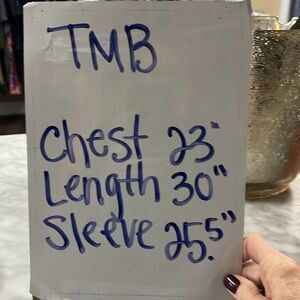 TMB
Chest 23"
Length 30"
Sleeve 25.5"